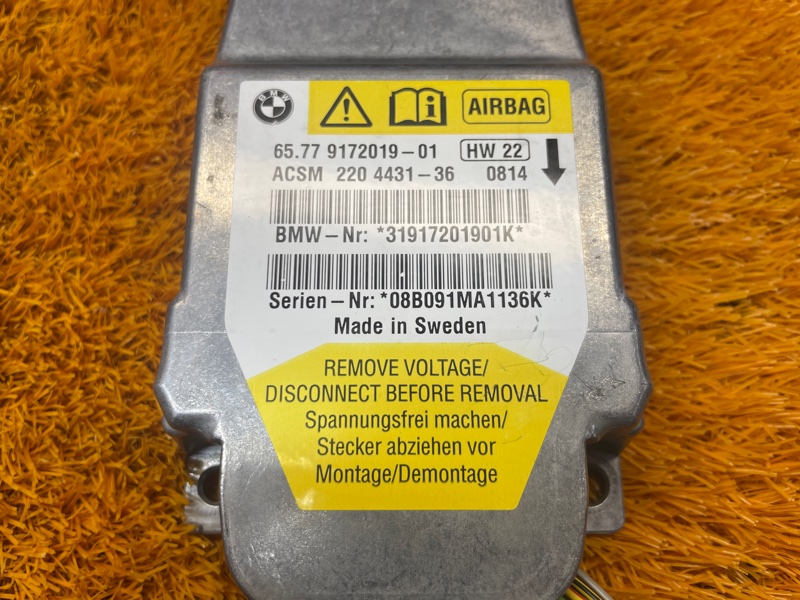 BMW
AIRBAG
65.77 9172019-01 HW 22
ACSM 220 4431-36 0814
BMW-Nr: *31917201901K*
Serien-Nr: *08B091MA1136K*
Made in Sweden
REMOVE VOLTAGE/
DISCONNECT BEFORE REMOVAL
Spannungsfrei machen/
Stecker abziehen vor
Montage/Demontage